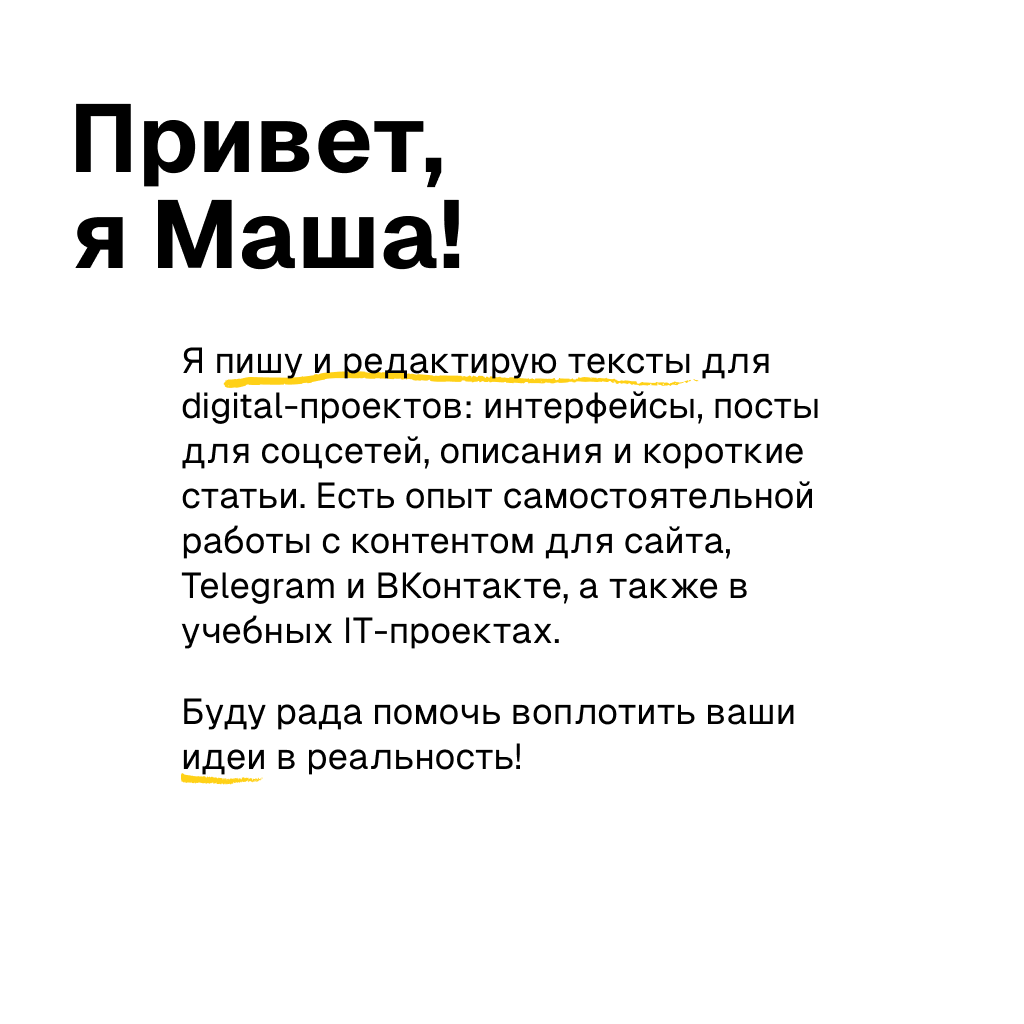 Привет,
я Маша!
Я пишу и редактирую тексты для
digital-проектов: интерфейсы, посты
для соцсетей, описания и короткие
статьи. Есть опыт самостоятельной
работы с контентом для сайта,
Telegram и ВКонтакте, а также в
учебных IT-проектах.
Буду рада помочь воплотить ваши
идеи в реальность!